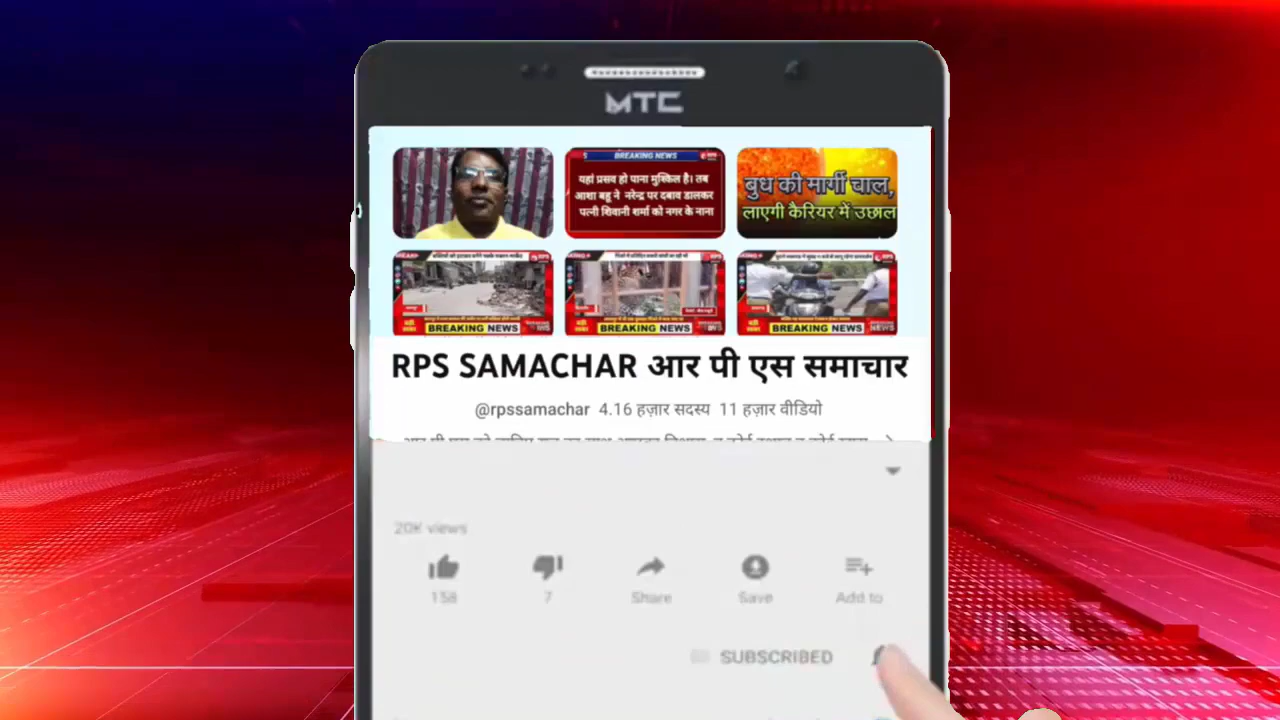 MTC
BREAKING NEWS
यहां प्रसव हो पाना मुश्किल है। तब
आशा बहू ने नरेन्द्र पर दबाव डालकर
पत्नी शिवानी शर्मा को नगर के नाना
बुध की मार्गी चाल,
लाएगी कैरियर में उछाल
BREAKING NEWS
BREAKING NEWS
BREAKING NEWS
RPS SAMACHAR आर पी एस समाचार
@rpssamachar 4.16 हज़ार सदस्य 11 हज़ार वीडियो
20K views
158 7 Share Save Add to
SUBSCRIBED